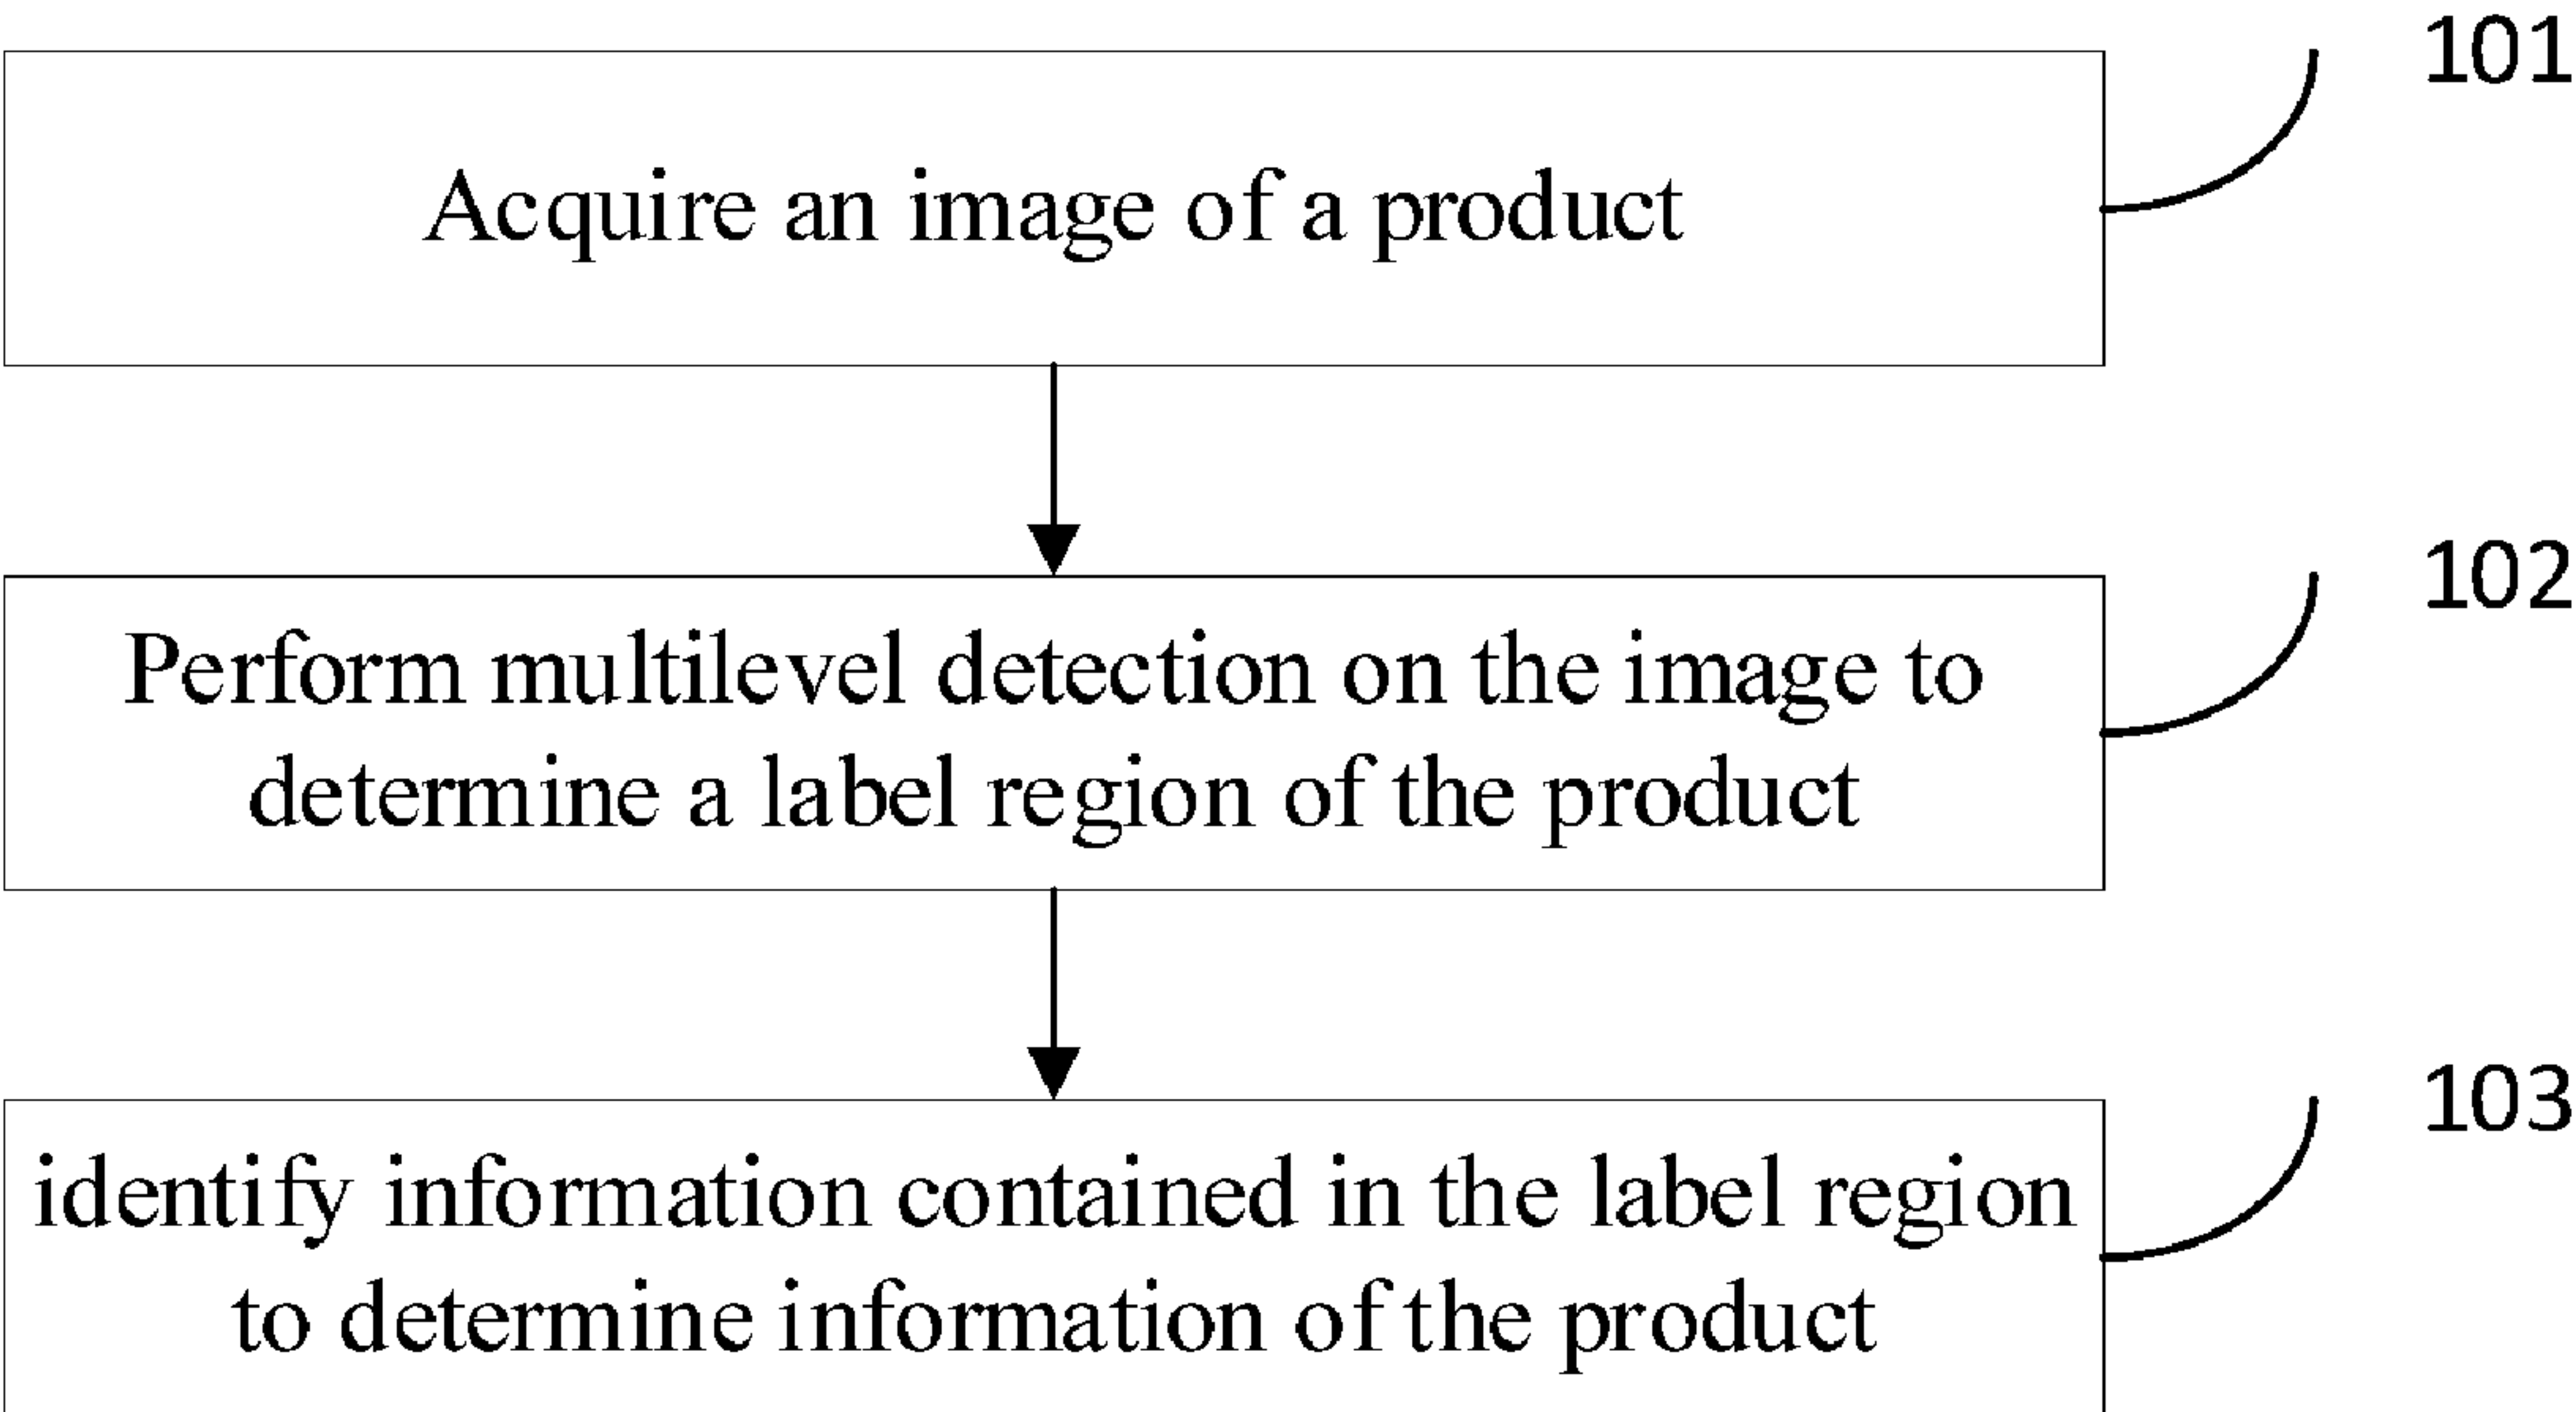 101
Acquire an image of a product
102
Perform multilevel detection on the image to
determine a label region of the product
103
identify information contained in the label region
to determine information of the product